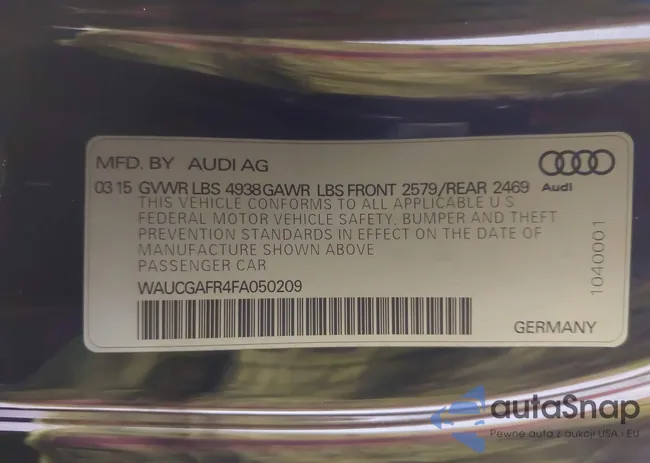 MFD. BY AUDI AG
03 15 GVWR LBS 4938 GAWR LBS FRONT 2579/REAR 2469
Audi
THIS VEHICLE CONFORMS TO ALL APPLICABLE U S
FEDERAL MOTOR VEHICLE SAFETY, BUMPER AND THEFT
PREVENTION STANDARDS IN EFFECT ON THE DATE OF
MANUFACTURE SHOWN ABOVE
PASSENGER CAR
1040001
WAUCGAFR4FA050209
GERMANY
autaSnap
Pewne auta z aukcji USA i EU